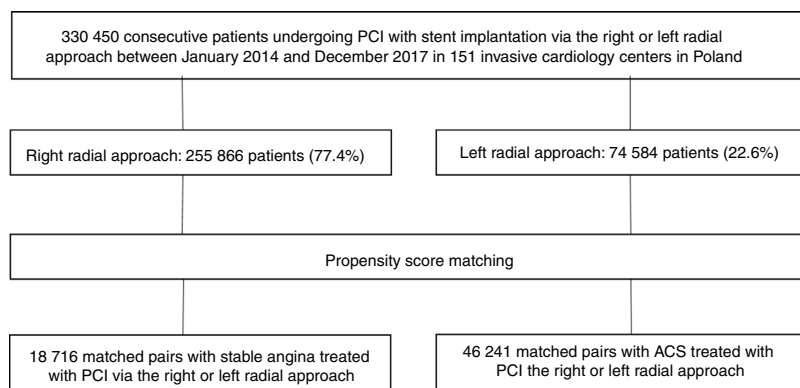 330 450 consecutive patients undergoing PCI with stent implantation via the right or left radial
approach between January 2014 and December 2017 in 151 invasive cardiology centers in Poland
Right radial approach: 255 866 patients (77.4%)
Left radial approach: 74 584 patients (22.6%)
Propensity score matching
18 716 matched pairs with stable angina treated
with PCI via the right or left radial approach
46 241 matched pairs with ACS treated with
PCI the right or left radial approach